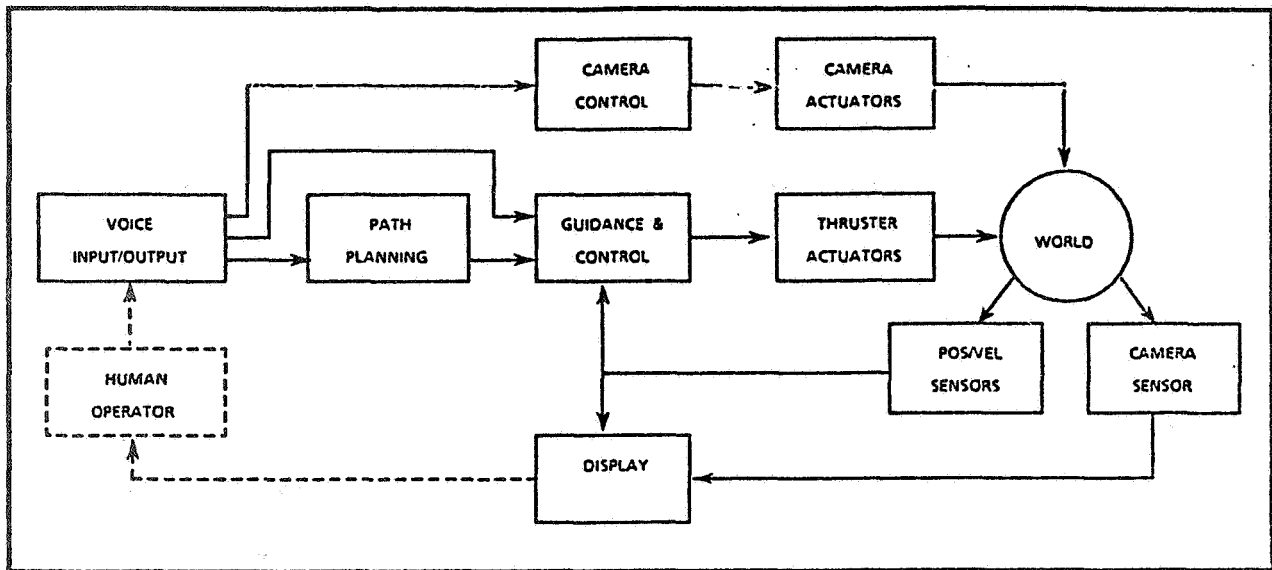 CAMERA
CONTROL
CAMERA
ACTUATORS
VOICE
INPUT/OUTPUT
PATH
PLANNING
GUIDANCE &
CONTROL
THRUSTER
ACTUATORS
WORLD
HUMAN
OPERATOR
POS/VEL
SENSORS
CAMERA
SENSOR
DISPLAY